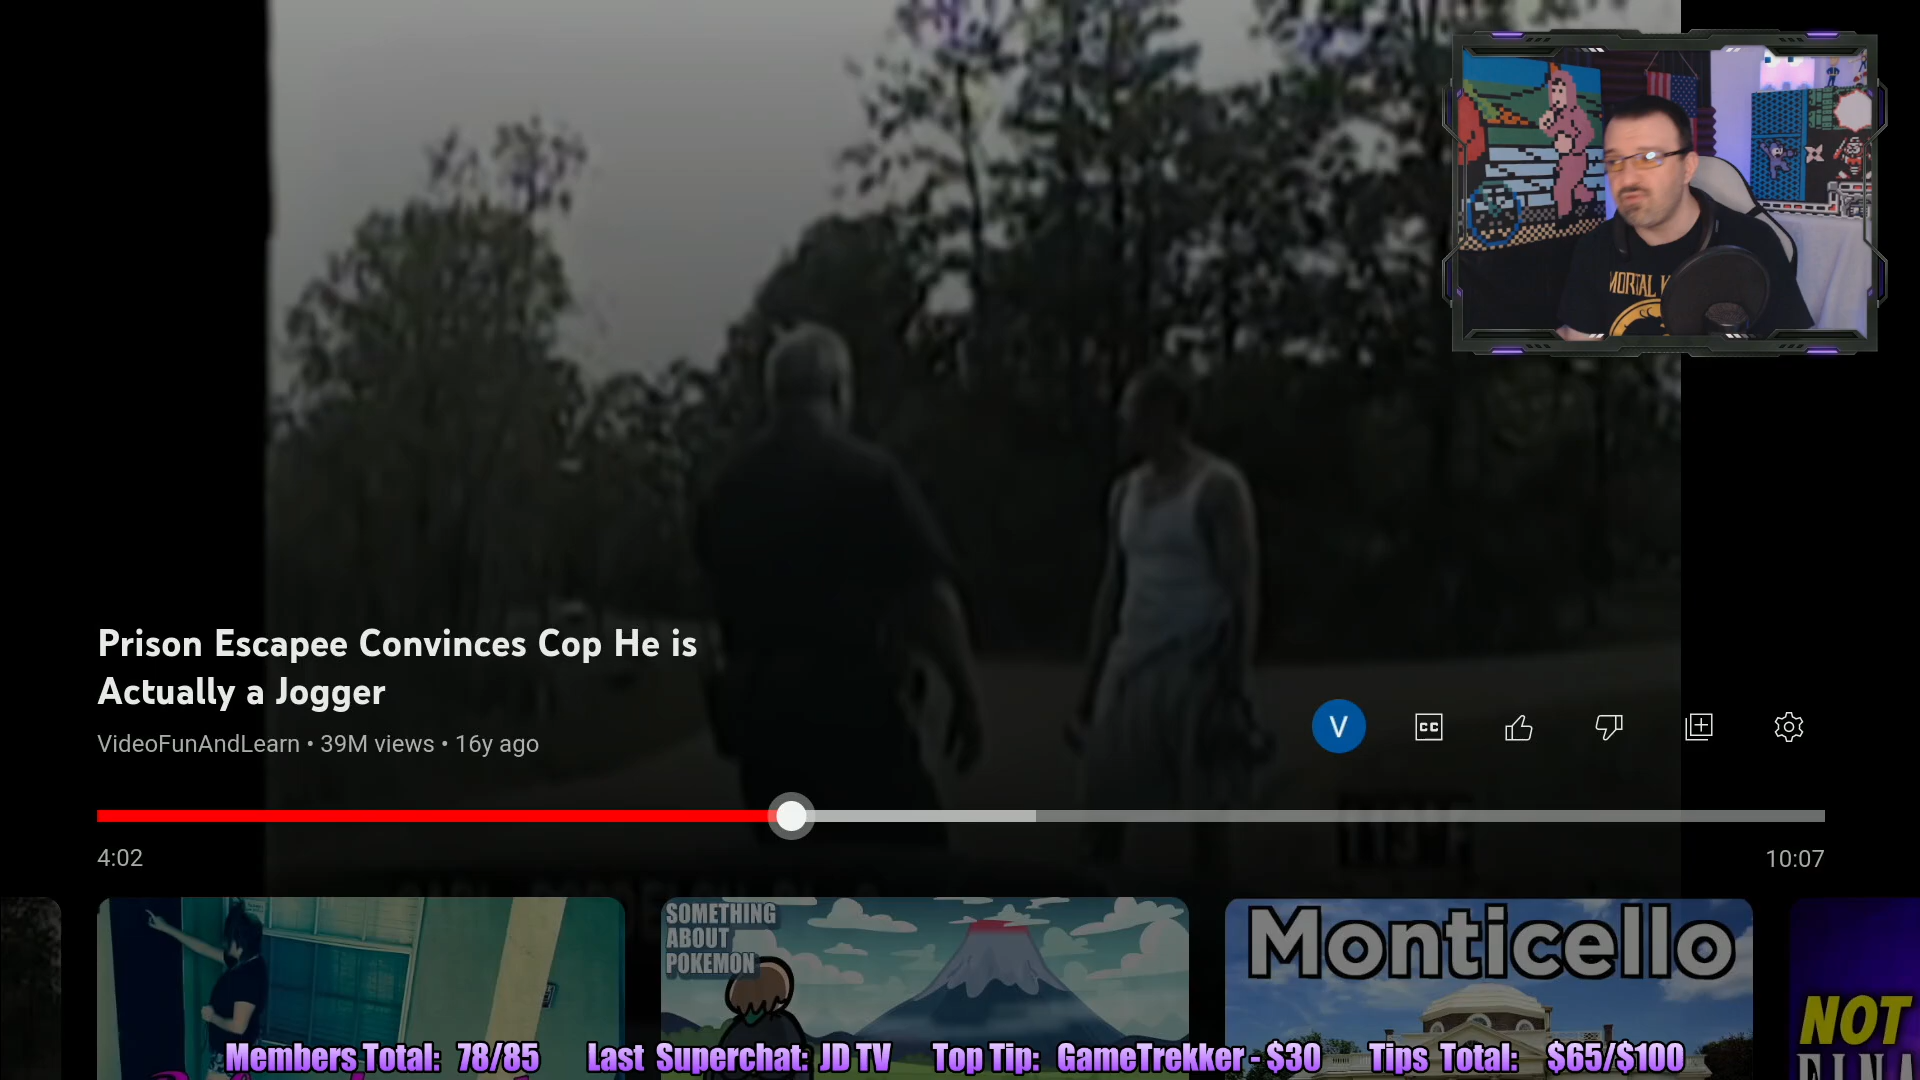 MORTAL K
Prison Escapee Convinces Cop He is
Actually a Jogger
VideoFunAndLearn • 39M views • 16y ago
V
CC
4:02
10:07
SOMETHING
ABOUT
POKEMON
Monticello
NOT
Members Total: 78/85 Last Superchat: JD TV Top Tip: GameTrekker - $30 Tips Total: $65/$100